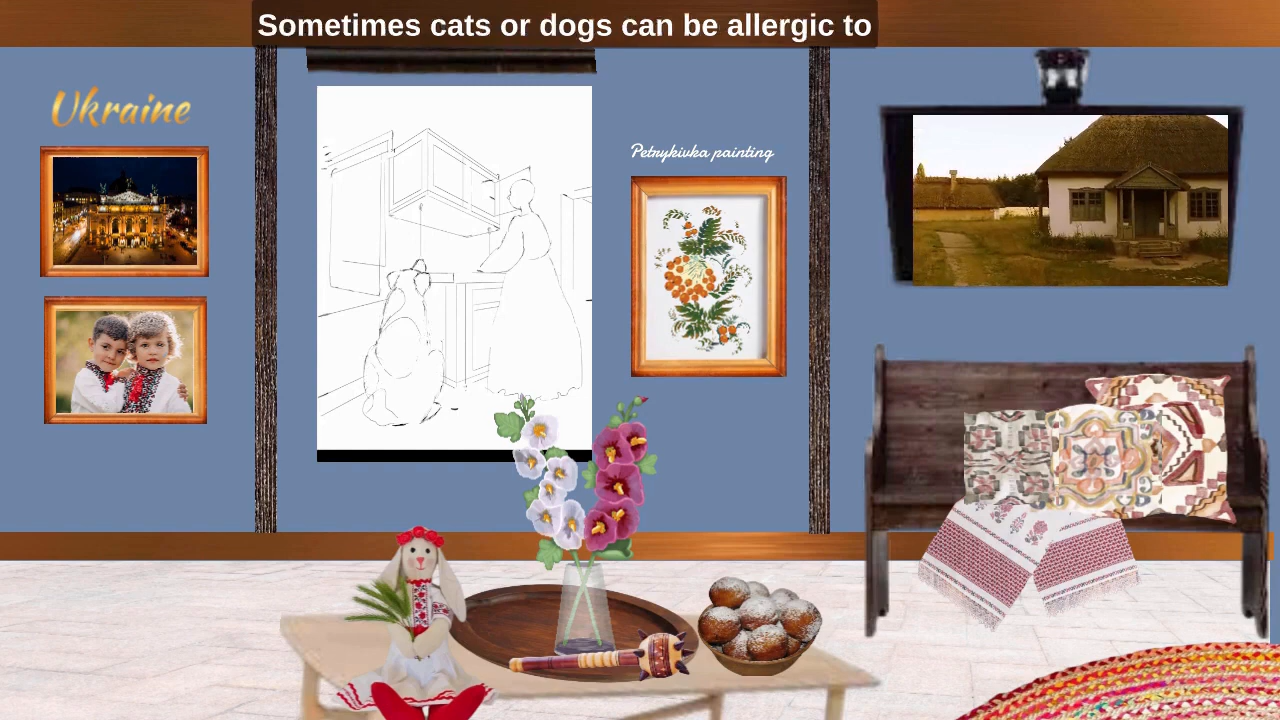 Sometimes cats or dogs can be allergic to
Ukraine
Petrykivka painting